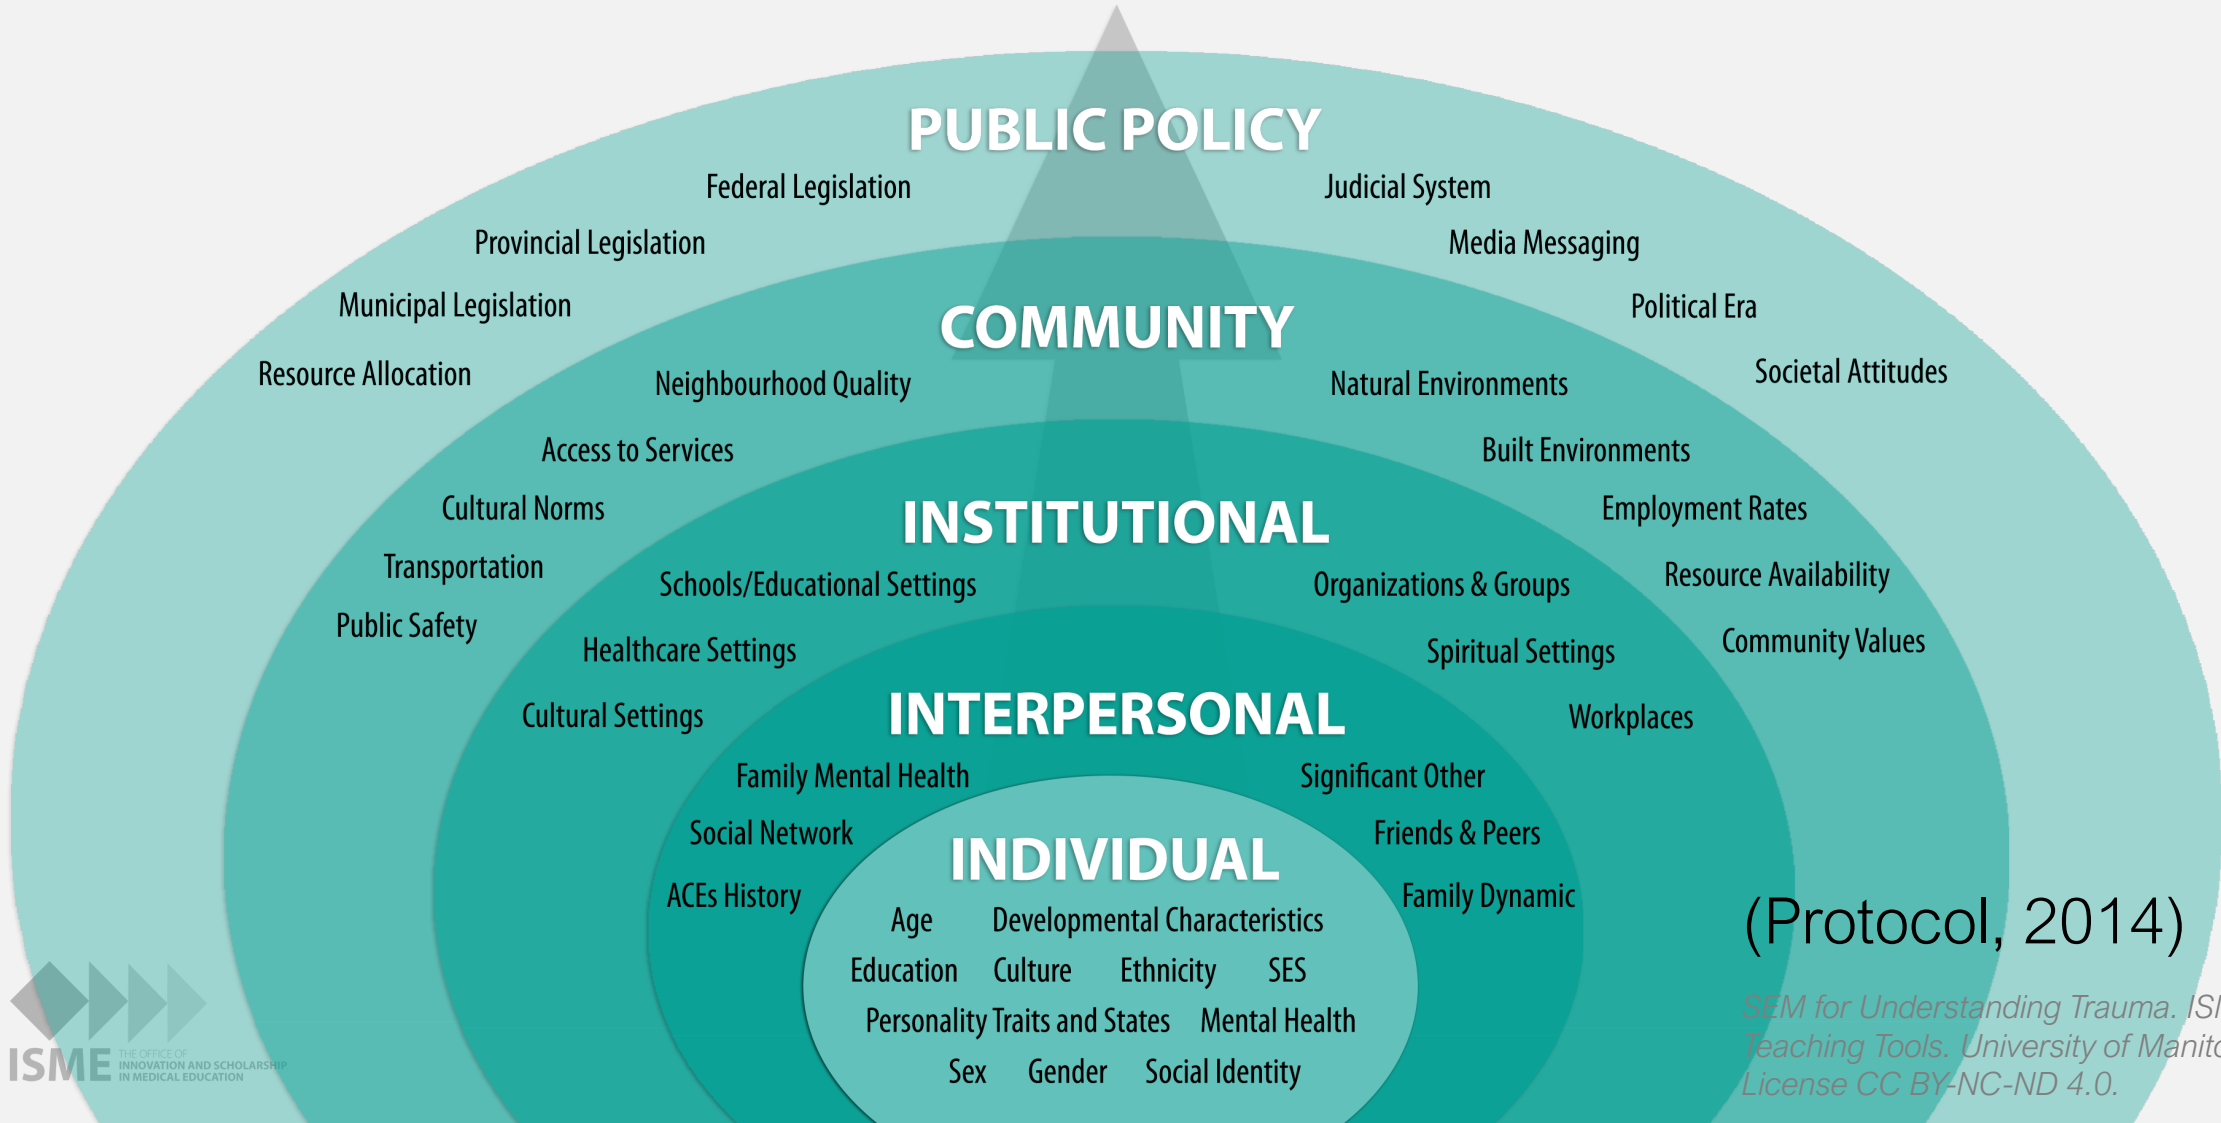 PUBLIC POLICY
Federal Legislation
Judicial System
Provincial Legislation
Media Messaging
Municipal Legislation
Political Era
Resource Allocation
Societal Attitudes
COMMUNITY
Neighbourhood Quality
Natural Environments
Access to Services
Built Environments
Cultural Norms
Employment Rates
Transportation
Resource Availability
Public Safety
Community Values
INSTITUTIONAL
Schools/Educational Settings
Organizations & Groups
Healthcare Settings
Spiritual Settings
Cultural Settings
Workplaces
INTERPERSONAL
Family Mental Health
Significant Other
Social Network
Friends & Peers
ACEs History
Family Dynamic
INDIVIDUAL
Age Developmental Characteristics
Education Culture Ethnicity SES
Personality Traits and States Mental Health
Sex Gender Social Identity
(Protocol, 2014)
SEM for Understanding Trauma.
Teaching Tools. University of
License CC BY-NC-ND 4.0.
ISME
THE OFFICE OF
INNOVATION AND SCHOLARSHIP
IN MEDICAL EDUCATION